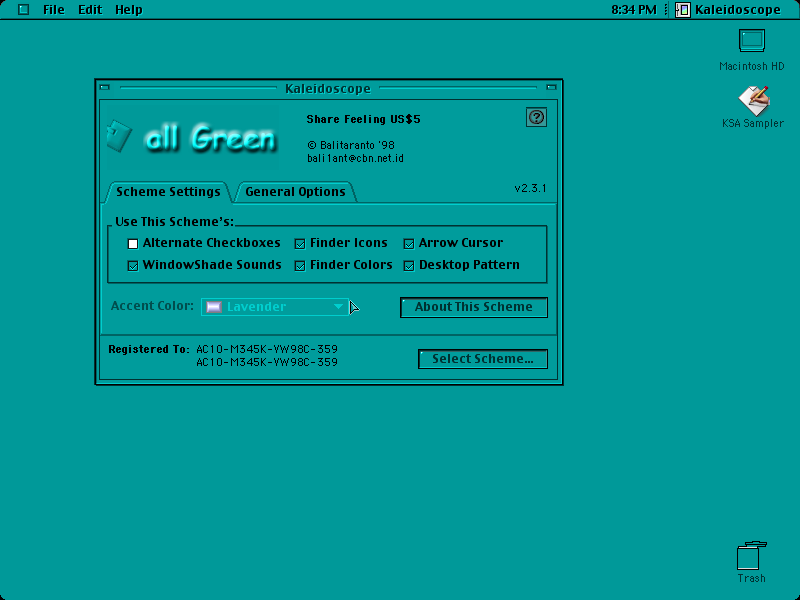 File Edit Help
8:34 PM Kaleidoscope
Macintosh HD
KSA Sampler
Kaleidoscope
all Green
Share Feeling US$5
© Balitaranto '98
bali1ant@cbn.net.id
?
Scheme Settings
General Options
v2.3.1
Use This Scheme's:
Alternate Checkboxes Finder Icons Arrow Cursor
WindowShade Sounds Finder Colors Desktop Pattern
Accent Color: Lavender
About This Scheme
Registered To: AC10-M345K-YW98C-359
AC10-M345K-YW98C-359
Select Scheme...
Trash